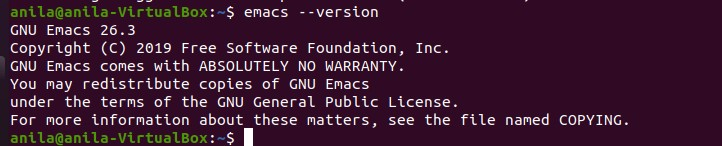 anila@anila-VirtualBox:~$ emacs --version
GNU Emacs 26.3
Copyright (C) 2019 Free Software Foundation, Inc.
GNU Emacs comes with ABSOLUTELY NO WARRANTY.
You may redistribute copies of GNU Emacs
under the terms of the GNU General Public License.
For more information about these matters, see the file named COPYING.
anila@anila-VirtualBox:~$